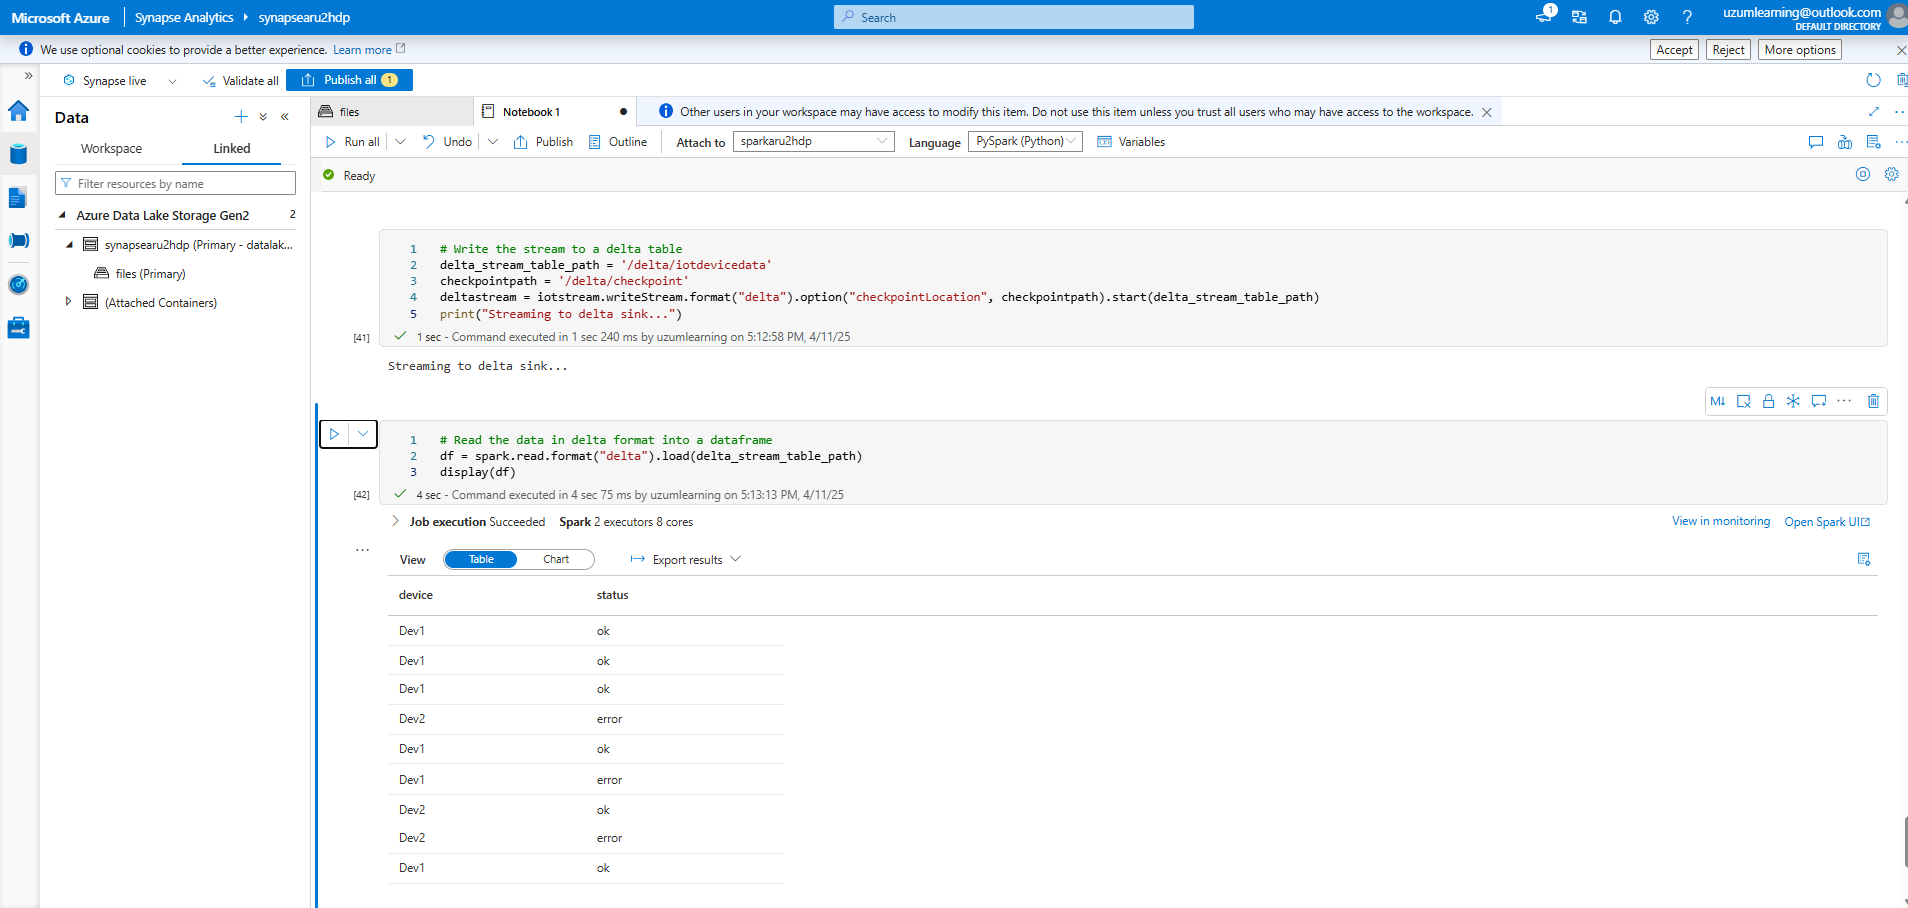 Microsoft Azure Synapse Analytics synapsearu2hdp Search 1 uzumlearning@outlook.com
DEFAULT DIRECTORY
We use optional cookies to provide a better experience. Learn more Accept Reject More options
Synapse live Validate all Publish all 1
Data
Workspace Linked
Filter resources by name
Azure Data Lake Storage Gen2 2
synapsearu2hdp (Primary - datalak...
files (Primary)
(Attached Containers)
files Notebook 1 Other users in your workspace may have access to modify this item. Do not use this item unless you trust all users who may have access to the workspace.
Run all Undo Publish Outline Attach to sparkaru2hdp Language PySpark (Python) Variables
Ready
1 # Write the stream to a delta table
2 delta_stream_table_path = '/delta/iotdevicedata'
3 checkpointpath = '/delta/checkpoint'
4 deltastream = iotstream.writeStream.format("delta").option("checkpointLocation", checkpointpath).start(delta_stream_table_path)
5 print("Streaming to delta sink...")
[41] 1 sec - Command executed in 1 sec 240 ms by uzumlearning on 5:12:58 PM, 4/11/25
Streaming to delta sink...
M↓
1 # Read the data in delta format into a dataframe
2 df = spark.read.format("delta").load(delta_stream_table_path)
3 display(df)
[42] 4 sec - Command executed in 4 sec 75 ms by uzumlearning on 5:13:13 PM, 4/11/25
Job execution Succeeded Spark 2 executors 8 cores View in monitoring Open Spark UI
View Table Chart Export results
device status
Dev1 ok
Dev1 ok
Dev1 ok
Dev2 error
Dev1 ok
Dev1 error
Dev2 ok
Dev2 error
Dev1 ok